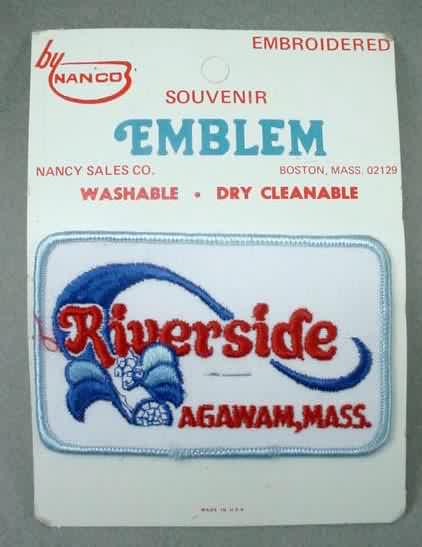 EMBROIDERED
by NANCO
SOUVENIR
EMBLEM
NANCY SALES CO. BOSTON, MASS. 02129
WASHABLE • DRY CLEANABLE
Riverside
AGAWAM, MASS.
MADE IN U.S.A.